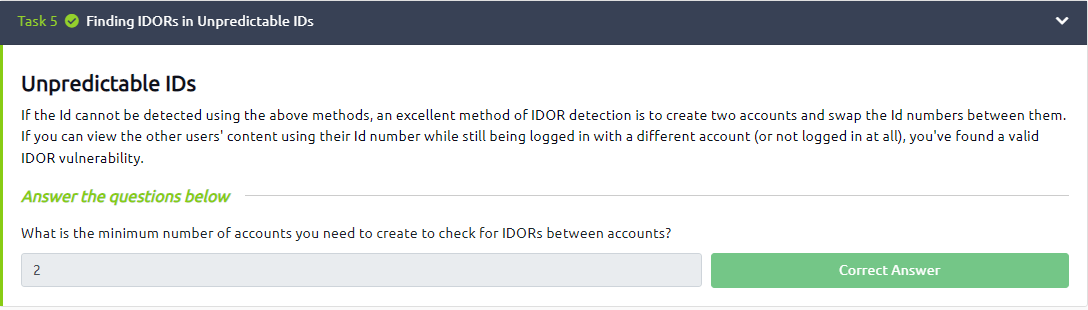 Task 5 Finding IDORs in Unpredictable IDs
Unpredictable IDs
If the Id cannot be detected using the above methods, an excellent method of IDOR detection is to create two accounts and swap the Id numbers between them.
If you can view the other users' content using their Id number while still being logged in with a different account (or not logged in at all), you've found a valid
IDOR vulnerability.
Answer the questions below
What is the minimum number of accounts you need to create to check for IDORs between accounts?
2
Correct Answer